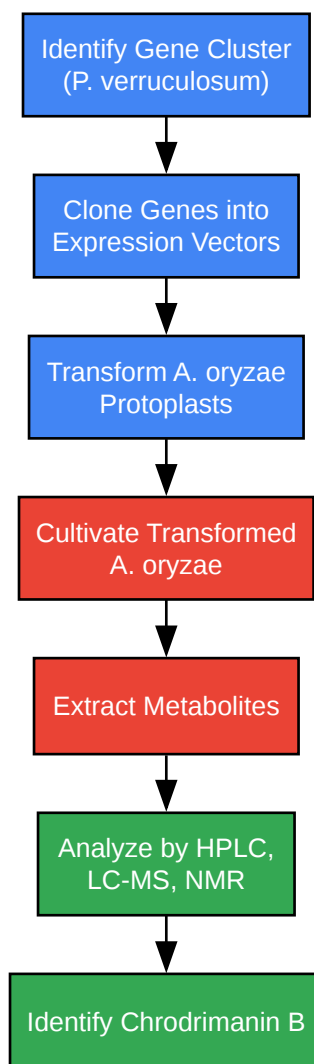 Identify Gene Cluster
(P. verruculosum)
Clone Genes into
Expression Vectors
Transform A. oryzae
Protoplasts
Cultivate Transformed
A. oryzae
Extract Metabolites
Analyze by HPLC,
LC-MS, NMR
Identify Chrodrimanin B